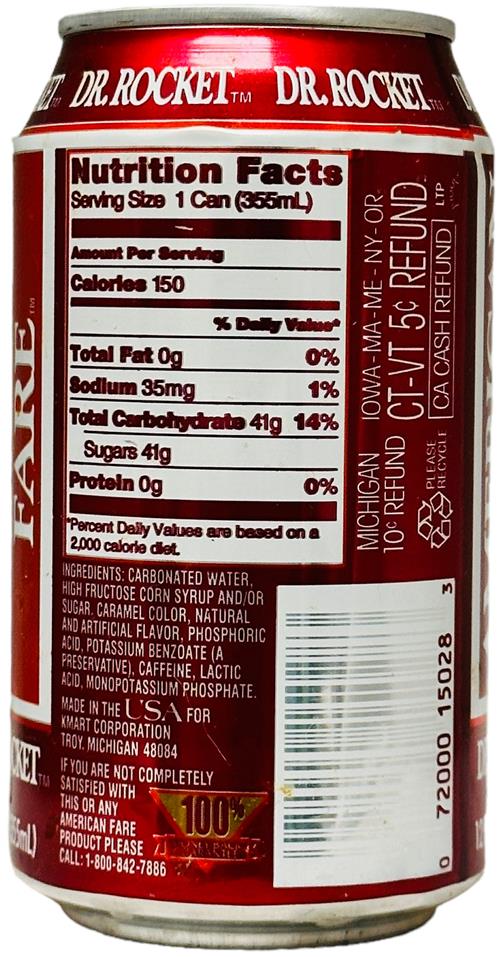 DR. ROCKET™ DR. ROCKET™
FARE™
Nutrition Facts
Serving Size 1 Can (355mL)
Amount Per Serving
Calories 150
% Daily Value*
Total Fat 0g 0%
Sodium 35mg 1%
Total Carbohydrate 41g 14%
Sugars 41g
Protein 0g 0%
*Percent Daily Values are based on a
2,000 calorie diet.
INGREDIENTS: CARBONATED WATER,
HIGH FRUCTOSE CORN SYRUP AND/OR
SUGAR. CARAMEL COLOR, NATURAL
AND ARTIFICIAL FLAVOR, PHOSPHORIC
ACID, POTASSIUM BENZOATE (A
PRESERVATIVE), CAFFEINE, LACTIC
ACID, MONOPOTASSIUM PHOSPHATE.
MADE IN THE USA FOR
KMART CORPORATION
TROY, MICHIGAN 48084
IF YOU ARE NOT COMPLETELY
SATISFIED WITH
THIS OR ANY
AMERICAN FARE
PRODUCT PLEASE
CALL: 1-800-842-7886
100%
MICHIGAN
10¢ REFUND
IOWA-MA-ME-NY-OR
CT-VT 5¢ REFUND
CA CASH REFUND
LTP
PLEASE
RECYCLE
0 72000 15028 3